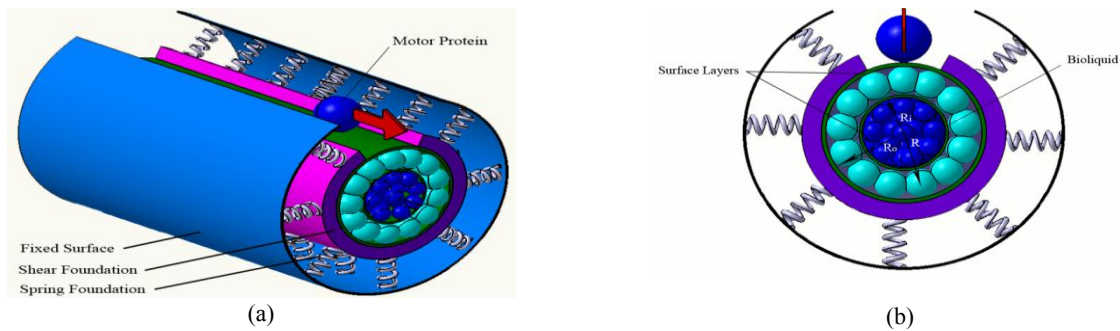 Motor Protein
Fixed Surface
Shear Foundation
Spring Foundation
(a)
Surface Layers
Bioliquid
Ri
Ro
R
(b)